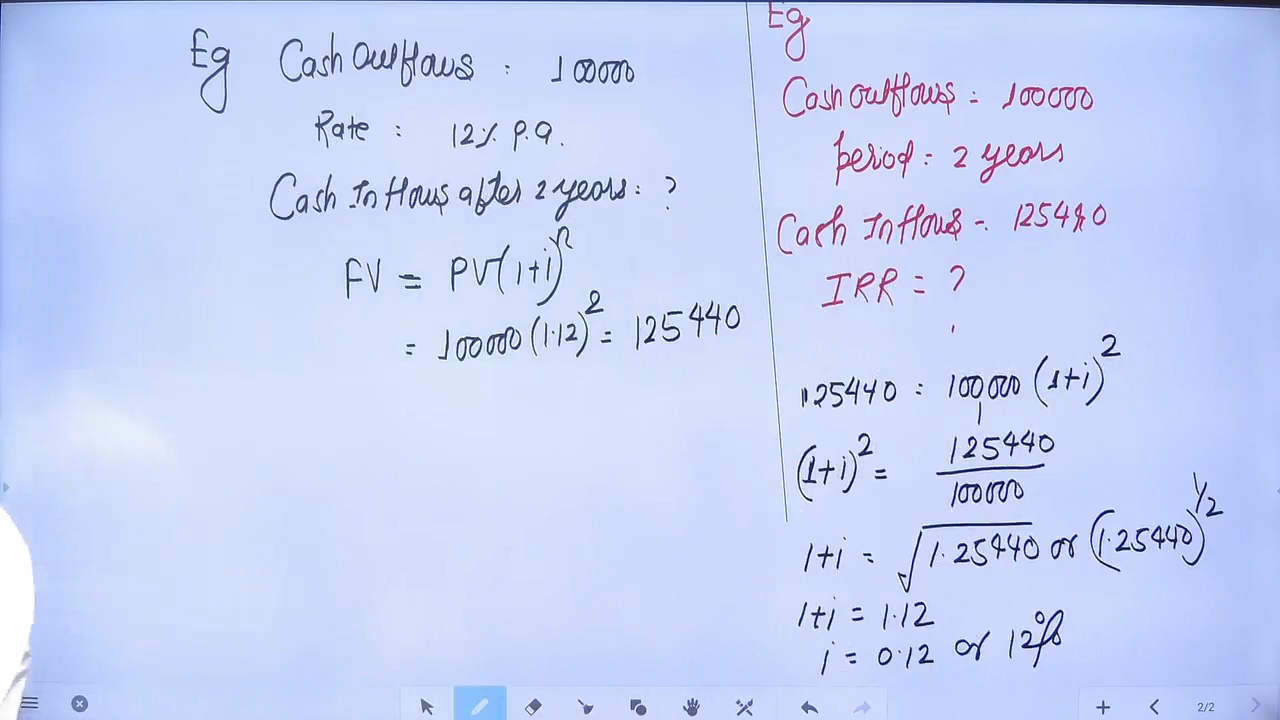 Eg Cash Outflows : 100000
Rate : 12% P.a.
Cash Inflows after 2 years : ?
FV = PV(1+i)^n
= 100000(1.12)^2 = 125440
Eg
Cash outflows = 100000
period = 2 years
Cash Inflows - 125440
IRR = ?
125440 = 100000(1+i)^2
(1+i)^2 = 125440/100000
1+i = √1.25440 or (1.25440)^1/2
1+i = 1.12
i = 0.12 or 12%
2/2